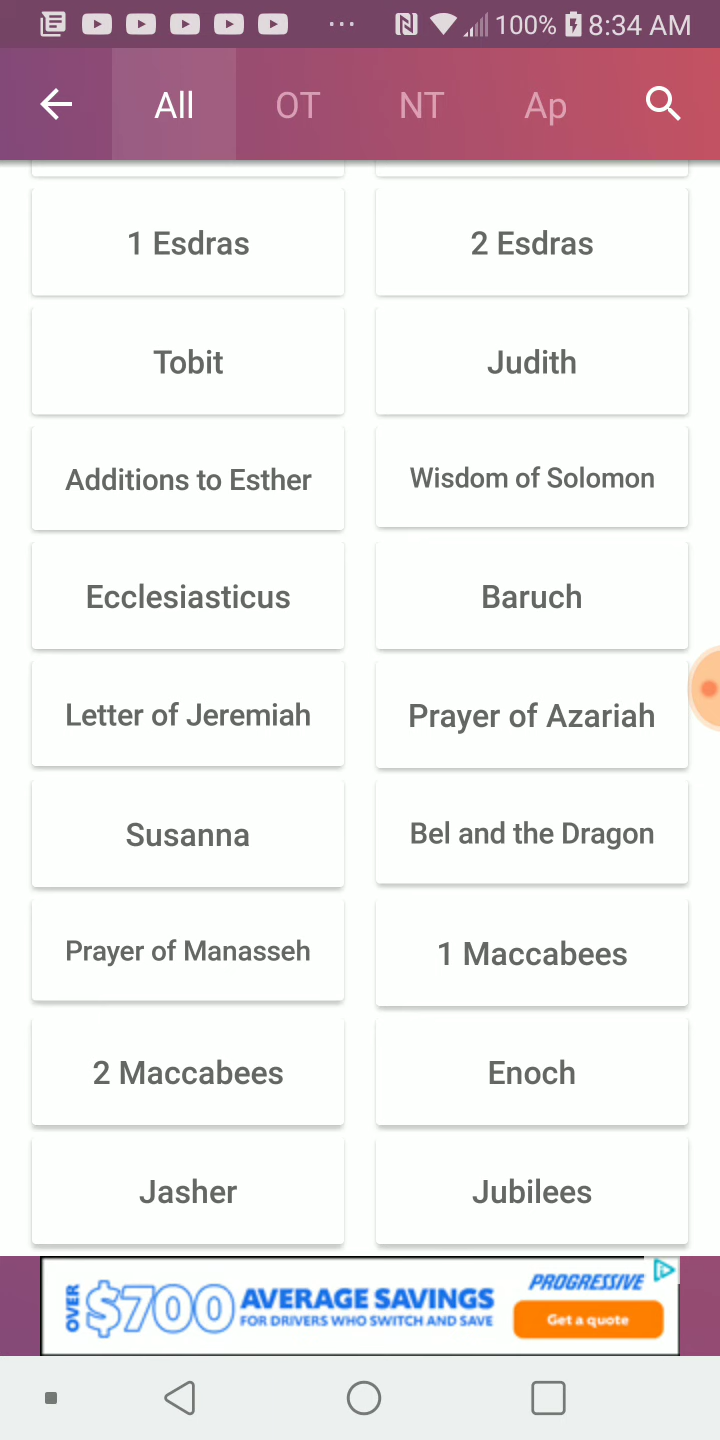 100% 8:34 AM
All OT NT Ap
1 Esdras 2 Esdras
Tobit Judith
Additions to Esther Wisdom of Solomon
Ecclesiasticus Baruch
Letter of Jeremiah Prayer of Azariah
Susanna Bel and the Dragon
Prayer of Manasseh 1 Maccabees
2 Maccabees Enoch
Jasher Jubilees
OVER $700 AVERAGE SAVINGS
FOR DRIVERS WHO SWITCH AND SAVE
PROGRESSIVE
Get a quote